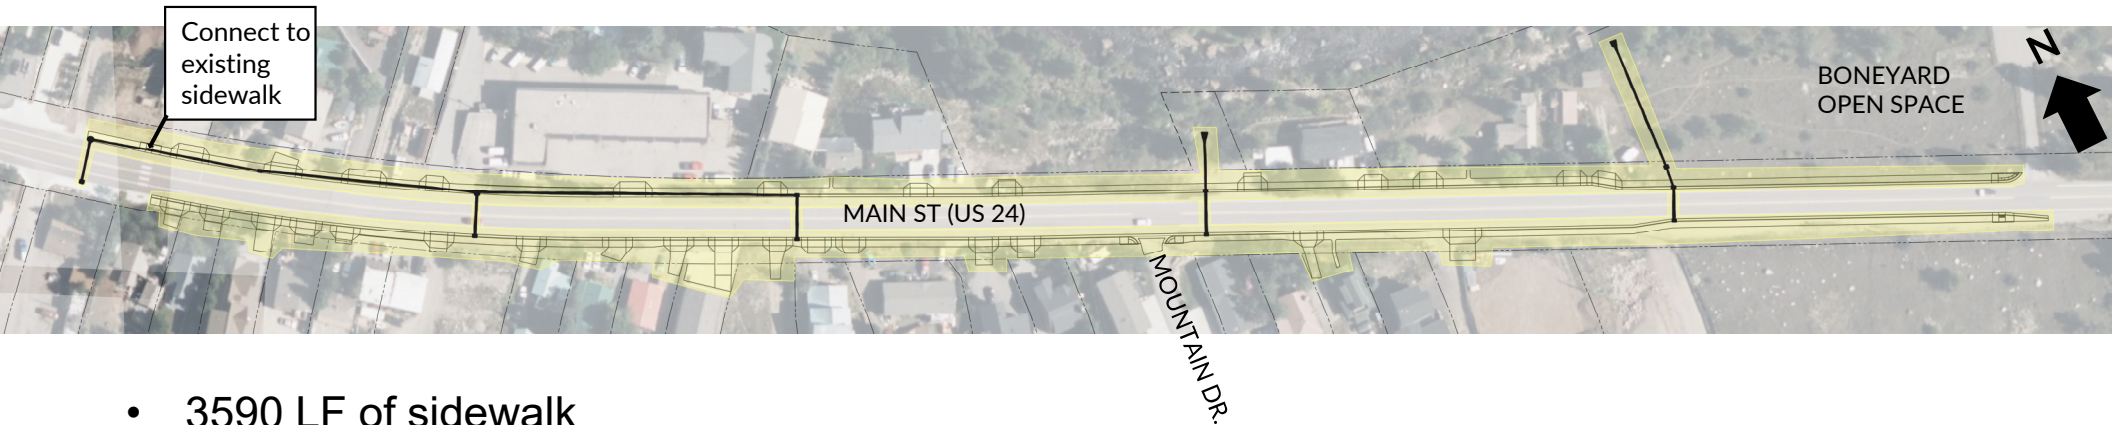 Connect to
existing
sidewalk
N
BONEYARD
OPEN SPACE
MAIN ST (US 24)
MOUNTAIN DR.
• 3590 LF of sidewalk